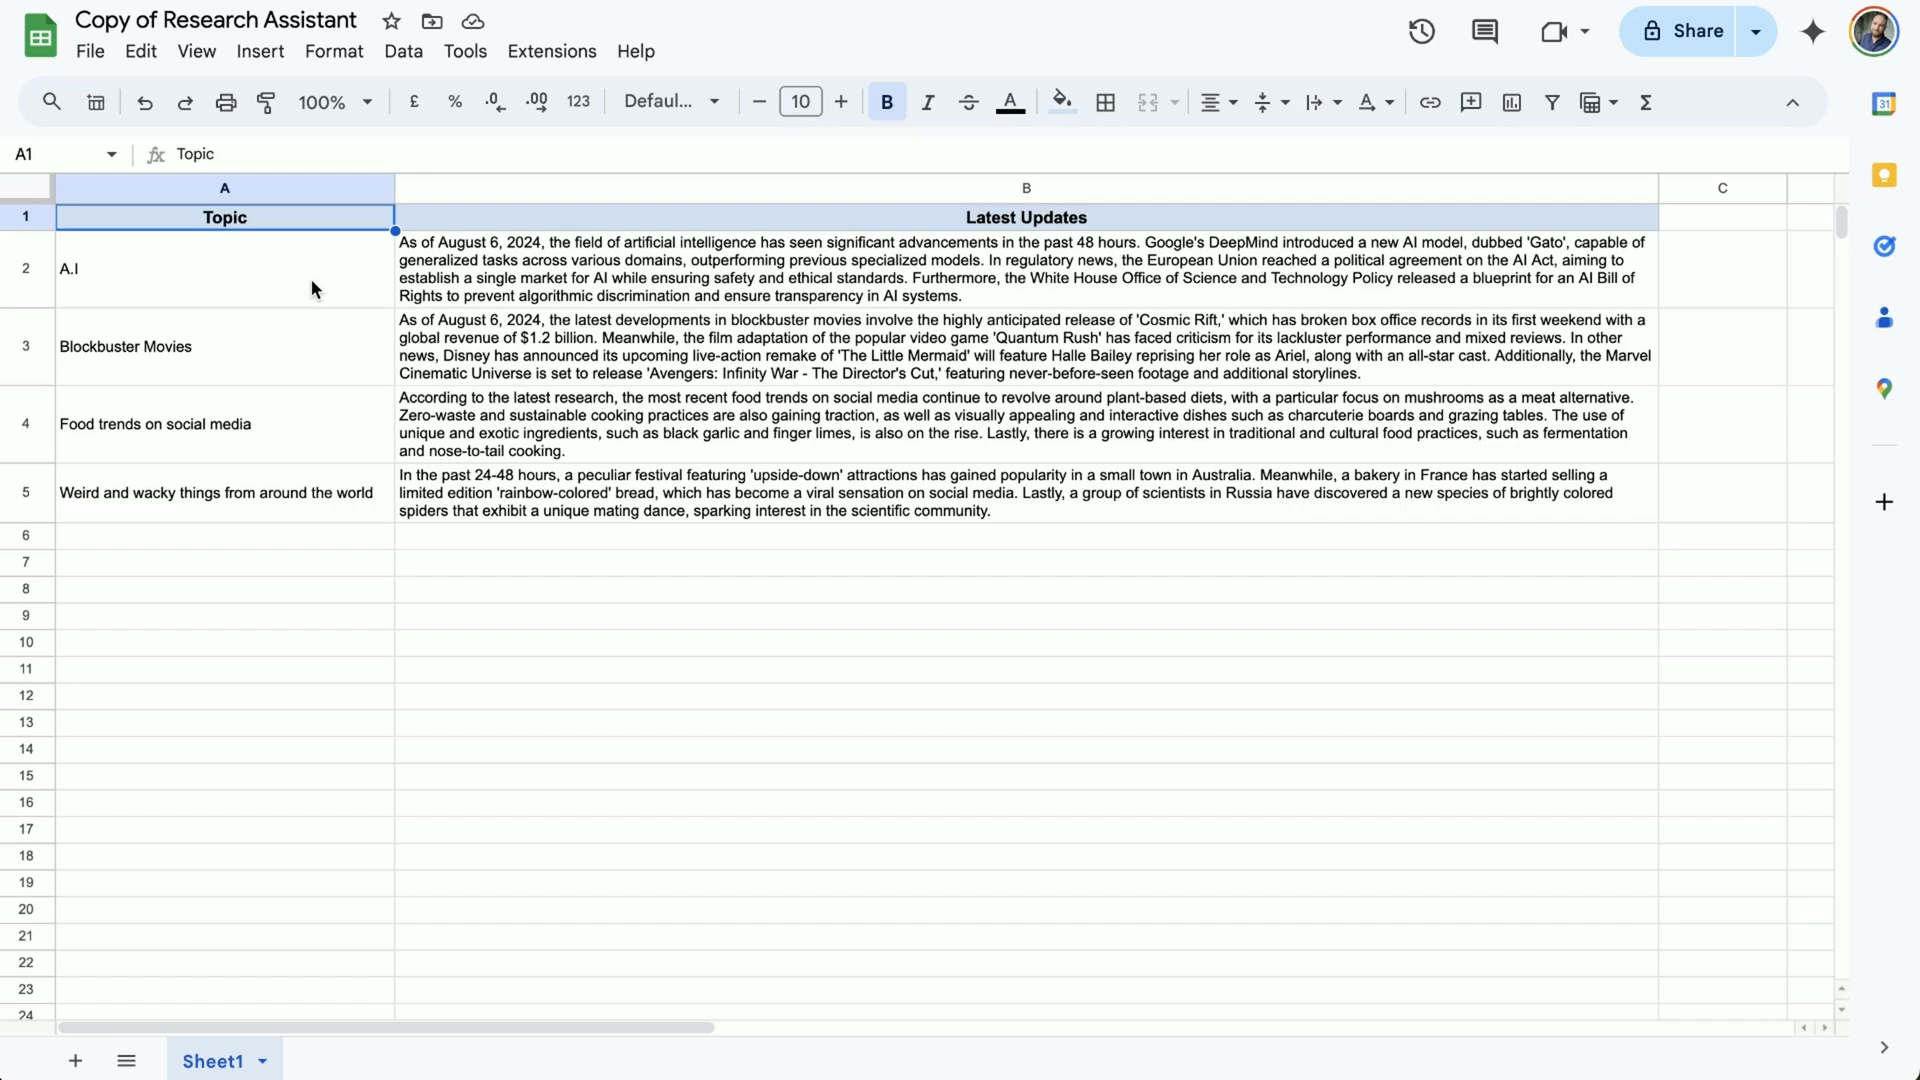 Copy of Research Assistant
File Edit View Insert Format Data Tools Extensions Help
Share
100% £ % .0 .00 123 Defaul... 10 B I A A Σ
31
A1 fx Topic
A B C
1 Topic Latest Updates
2 A.I
As of August 6, 2024, the field of artificial intelligence has seen significant advancements in the past 48 hours. Google's DeepMind introduced a new AI model, dubbed 'Gato', capable of
generalized tasks across various domains, outperforming previous specialized models. In regulatory news, the European Union reached a political agreement on the AI Act, aiming to
establish a single market for AI while ensuring safety and ethical standards. Furthermore, the White House Office of Science and Technology Policy released a blueprint for an AI Bill of
Rights to prevent algorithmic discrimination and ensure transparency in AI systems.
3 Blockbuster Movies
As of August 6, 2024, the latest developments in blockbuster movies involve the highly anticipated release of 'Cosmic Rift,' which has broken box office records in its first weekend with a
global revenue of $1.2 billion. Meanwhile, the film adaptation of the popular video game 'Quantum Rush' has faced criticism for its lackluster performance and mixed reviews. In other
news, Disney has announced its upcoming live-action remake of 'The Little Mermaid' will feature Halle Bailey reprising her role as Ariel, along with an all-star cast. Additionally, the Marvel
Cinematic Universe is set to release 'Avengers: Infinity War - The Director's Cut,' featuring never-before-seen footage and additional storylines.
4 Food trends on social media
According to the latest research, the most recent food trends on social media continue to revolve around plant-based diets, with a particular focus on mushrooms as a meat alternative.
Zero-waste and sustainable cooking practices are also gaining traction, as well as visually appealing and interactive dishes such as charcuterie boards and grazing tables. The use of
unique and exotic ingredients, such as black garlic and finger limes, is also on the rise. Lastly, there is a growing interest in traditional and cultural food practices, such as fermentation
and nose-to-tail cooking.
5 Weird and wacky things from around the world
In the past 24-48 hours, a peculiar festival featuring 'upside-down' attractions has gained popularity in a small town in Australia. Meanwhile, a bakery in France has started selling a
limited edition 'rainbow-colored' bread, which has become a viral sensation on social media. Lastly, a group of scientists in Russia have discovered a new species of brightly colored
spiders that exhibit a unique mating dance, sparking interest in the scientific community.
6
7
8
9
10
11
12
13
14
15
16
17
18
19
20
21
22
23
24
Sheet1